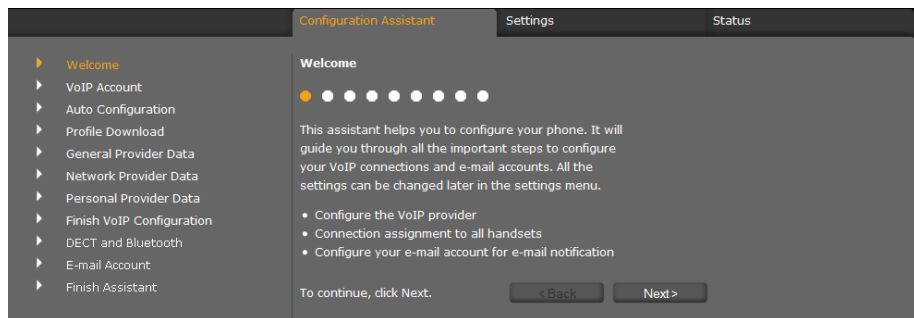 Configuration Assistant
Settings
Status
Welcome
VoIP Account
Auto Configuration
Profile Download
General Provider Data
Network Provider Data
Personal Provider Data
Finish VoIP Configuration
DECT and Bluetooth
E-mail Account
Finish Assistant
Welcome
This assistant helps you to configure your phone. It will
guide you through all the important steps to configure
your VoIP connections and e-mail accounts. All the
settings can be changed later in the settings menu.
• Configure the VoIP provider
• Connection assignment to all handsets
• Configure your e-mail account for e-mail notification
To continue, click Next.
< Back
Next >